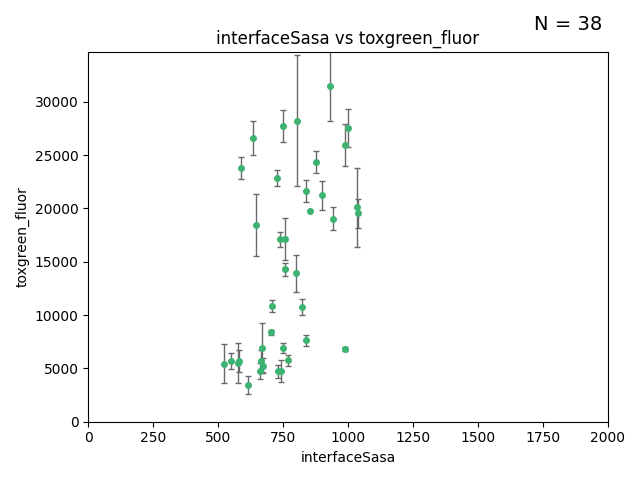 N = 38
interfaceSasa vs toxgreen_fluor
30000
25000
20000
15000
10000
5000
0
toxgreen_fluor
0 250 500 750 1000 1250 1500 1750 2000
interfaceSasa